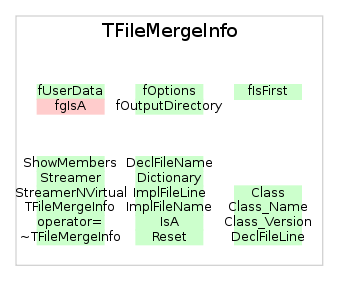 TFileMergeInfo
fUserData fOptions fIsFirst
fgIsA fOutputDirectory
ShowMembers DeclFileName
Streamer Dictionary
StreamerNVirtual ImplFileLine Class
TFileMergeInfo ImplFileName Class_Name
operator= IsA Class_Version
~TFileMergeInfo Reset DeclFileLine